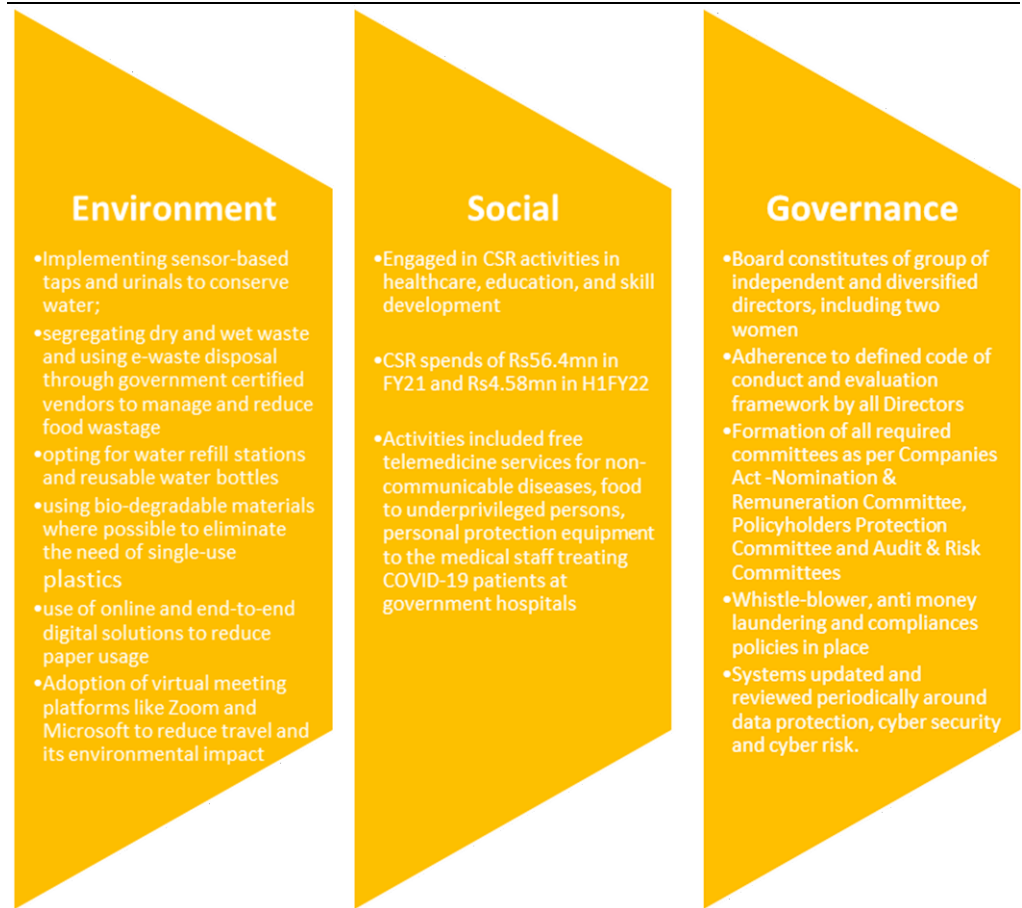 Environment
•Implementing sensor-based
taps and urinals to conserve
water;
•segregating dry and wet waste
and using e-waste disposal
through government certified
vendors to manage and reduce
food wastage
•opting for water refill stations
and reusable water bottles
•using bio-degradable materials
where possible to eliminate
the need of single-use
plastics
•use of online and end-to-end
digital solutions to reduce
paper usage
•Adoption of virtual meeting
platforms like Zoom and
Microsoft to reduce travel and
its environmental impact
Social
•Engaged in CSR activities in
healthcare, education, and skill
development
•CSR spends of Rs56.4mn in
FY21 and Rs4.58mn in H1FY22
•Activities included free
telemedicine services for non-
communicable diseases, food
to underprivileged persons,
personal protection equipment
to the medical staff treating
COVID-19 patients at
government hospitals
Governance
•Board constitutes of group of
independent and diversified
directors, including two
women
•Adherence to defined code of
conduct and evaluation
framework by all Directors
•Formation of all required
committees as per Companies
Act -Nomination &
Remuneration Committee,
Policyholders Protection
Committee and Audit & Risk
Committees
•Whistle-blower, anti money
laundering and compliances
policies in place
•Systems updated and
reviewed periodically around
data protection, cyber security
and cyber risk.